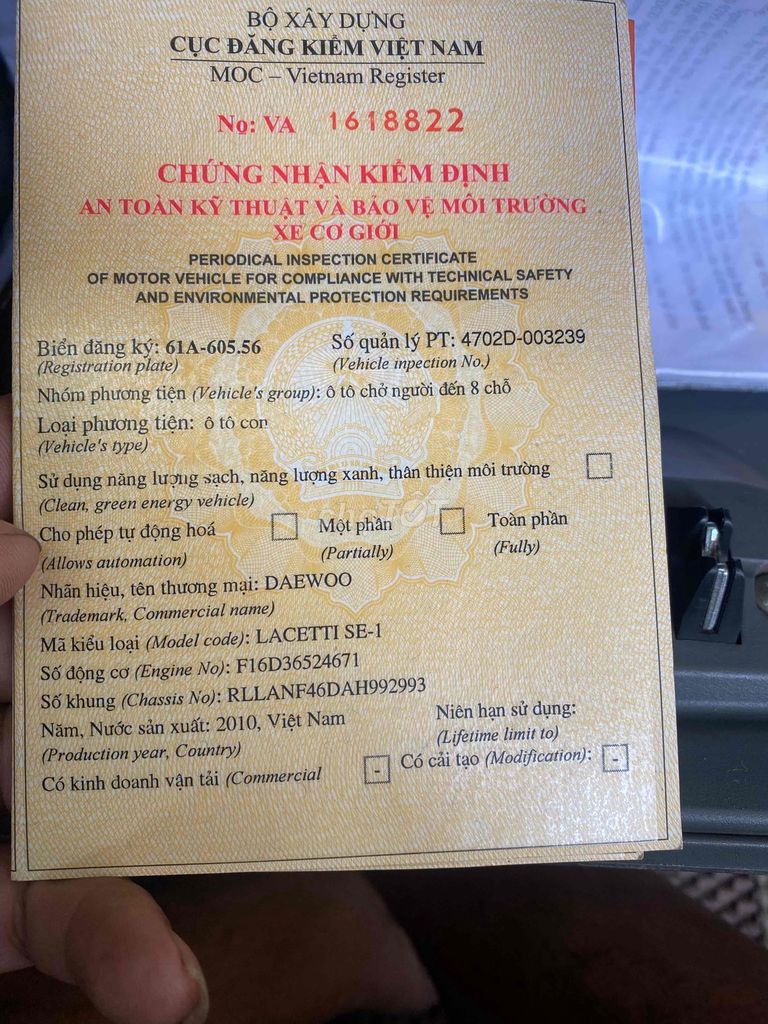 BỘ XÂY DỰNG
CỤC ĐĂNG KIỂM VIỆT NAM
MOC – Vietnam Register
No: VA 1618822
CHỨNG NHẬN KIỂM ĐỊNH
AN TOÀN KỸ THUẬT VÀ BẢO VỆ MÔI TRƯỜNG
XE CƠ GIỚI
PERIODICAL INSPECTION CERTIFICATE
OF MOTOR VEHICLE FOR COMPLIANCE WITH TECHNICAL SAFETY
AND ENVIRONMENTAL PROTECTION REQUIREMENTS
Biển đăng ký: 61A-605.56 Số quản lý PT: 4702D-003239
(Registration plate) (Vehicle inpection No.)
Nhóm phương tiện (Vehicle's group): ô tô chở người đến 8 chỗ
Loại phương tiện: ô tô con
(Vehicle's type)
Sử dụng năng lượng sạch, năng lượng xanh, thân thiện môi trường
(Clean, green energy vehicle)
Cho phép tự động hoá Một phần Toàn phần
(Allows automation) (Partially) (Fully)
Nhãn hiệu, tên thương mại: DAEWOO
(Trademark, Commercial name)
Mã kiểu loại (Model code): LACETTI SE-1
Số động cơ (Engine No): F16D36524671
Số khung (Chassis No): RLLANF46DAH992993
Năm, Nước sản xuất: 2010, Việt Nam Niên hạn sử dụng:
(Production year, Country) (Lifetime limit to)
Có kinh doanh vận tải (Commercial - Có cải tạo (Modification): -